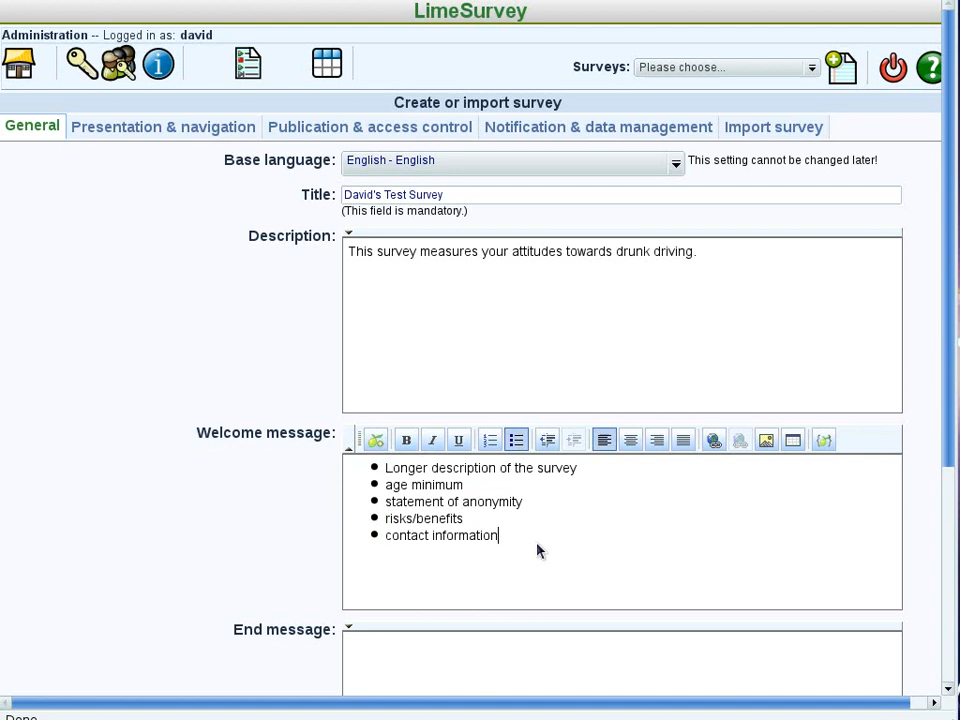 LimeSurvey
Administration -- Logged in as: david
Surveys: Please choose...
Create or import survey
General Presentation & navigation Publication & access control Notification & data management Import survey
Base language: English - English This setting cannot be changed later!
Title: David's Test Survey
(This field is mandatory.)
Description:
This survey measures your attitudes towards drunk driving.
Welcome message: B I U
Longer description of the survey
age minimum
statement of anonymity
risks/benefits
contact information
End message:
Done